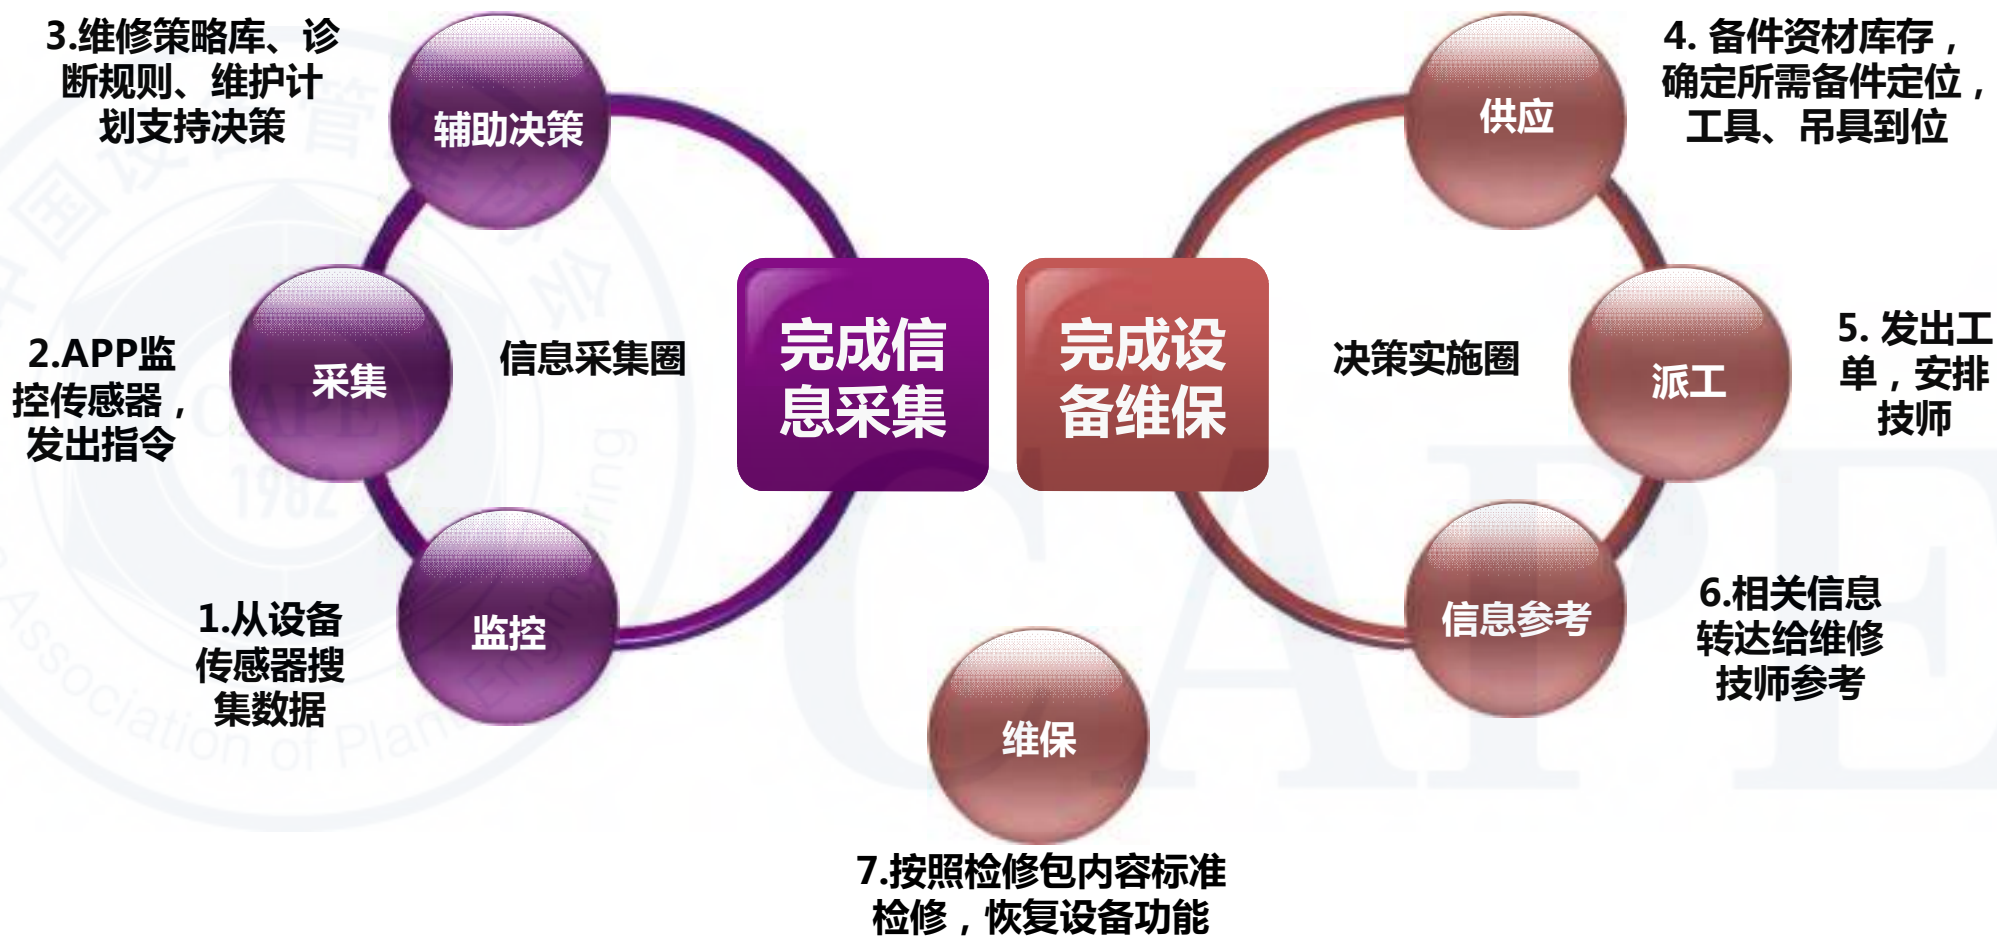 3.维修策略库、诊
断规则、维护计
划支持决策
辅助决策
2.APP监
控传感器，
发出指令
采集
信息采集圈
1.从设备
传感器搜
集数据
监控
完成信
息采集
完成设
备维保
决策实施圈
供应
4. 备件资材库存，
确定所需备件定位，
工具、吊具到位
派工
5. 发出工
单，安排
技师
信息参考
6.相关信息
转达给维修
技师参考
维保
7.按照检修包内容标准
检修，恢复设备功能
CAPE
1982
CAPE